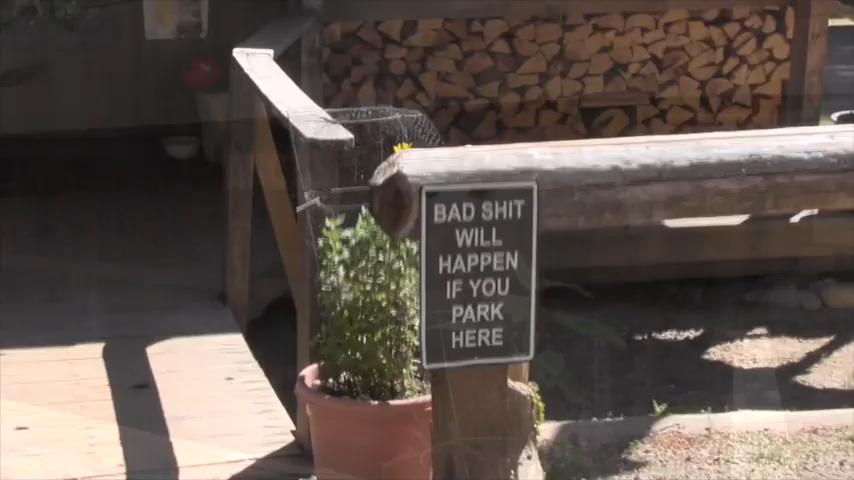 BAD SHIT
WILL
HAPPEN
IF YOU
PARK
HERE